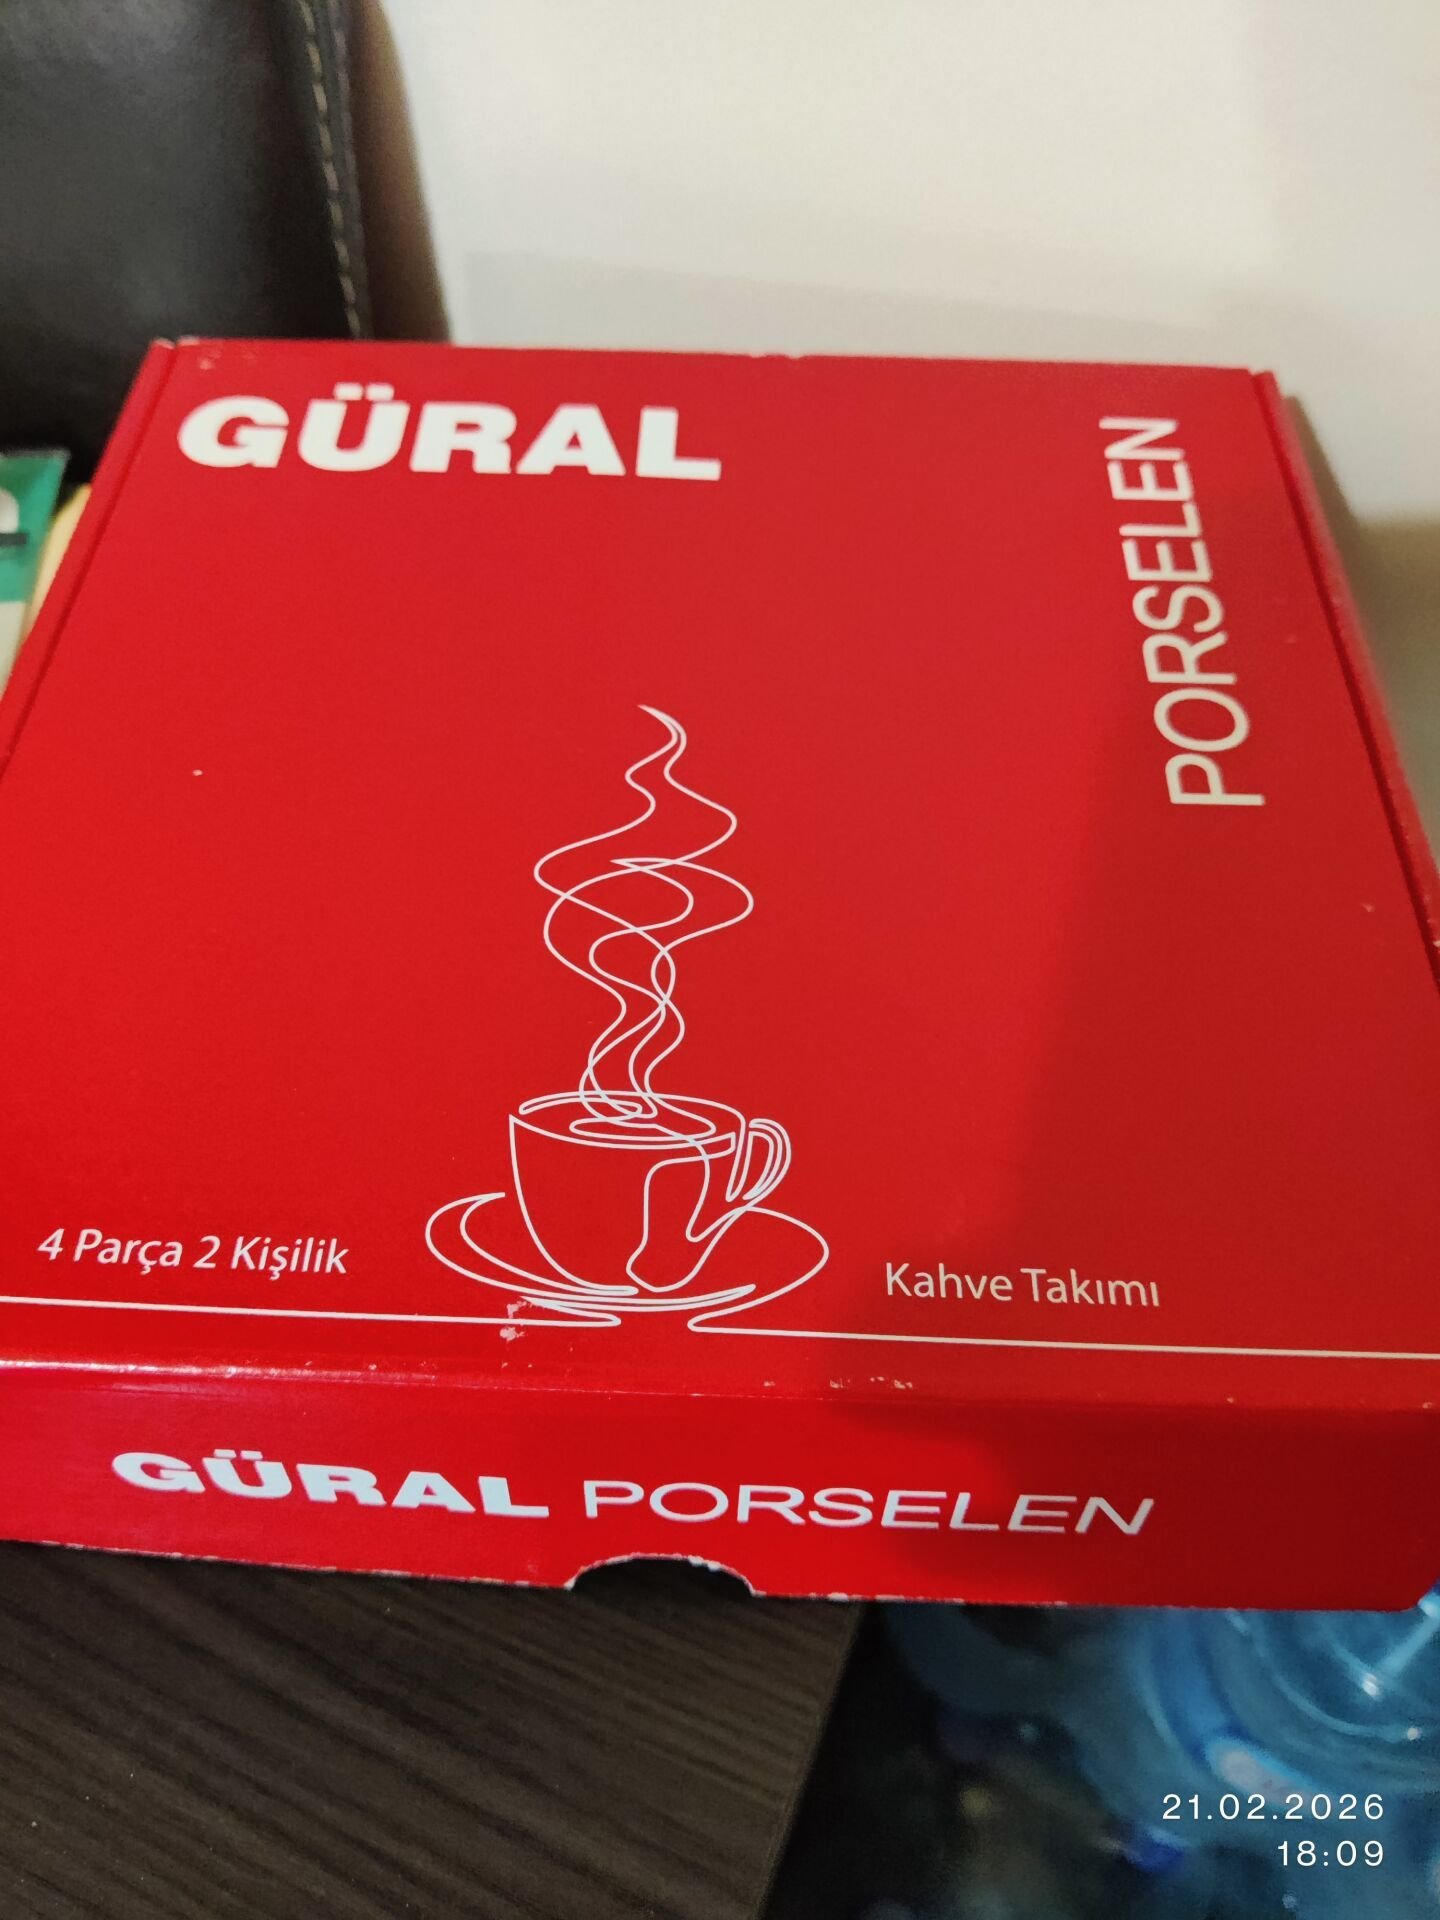 GÜRAL
PORSELEN
4 Parça 2 Kişilik
Kahve Takımı
GÜRAL PORSELEN
21.02.2026
18:09